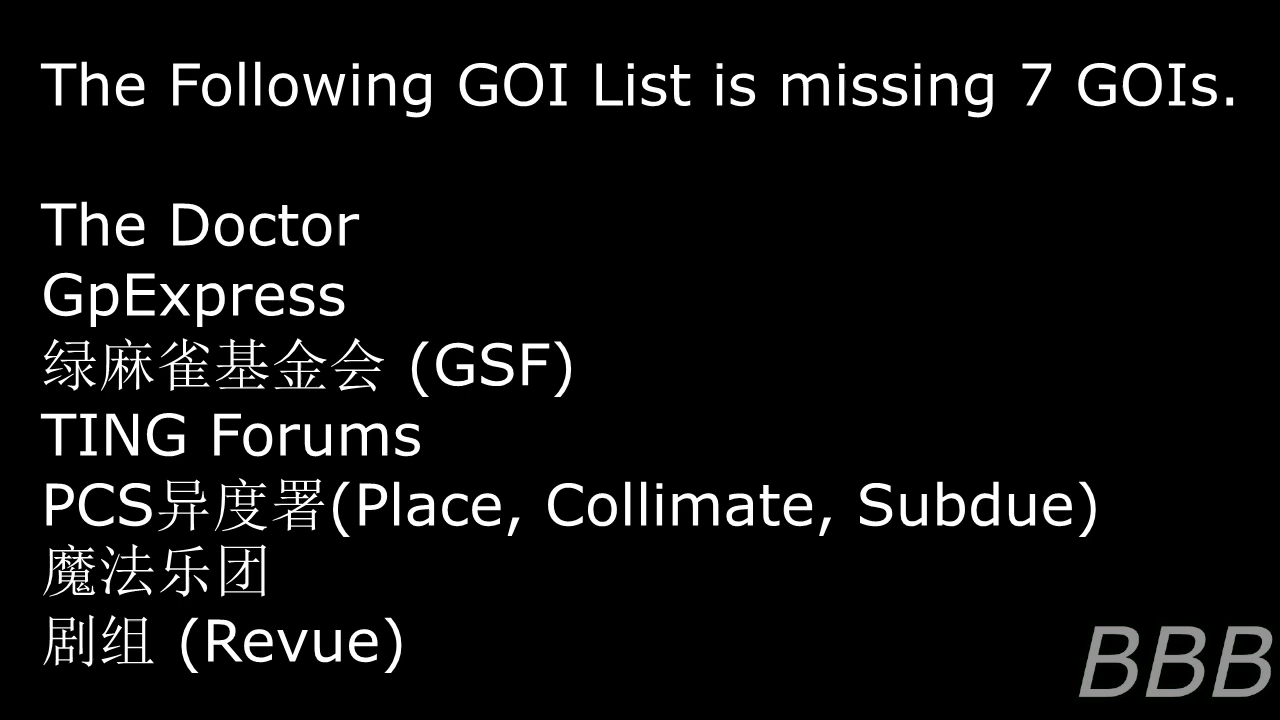 The Following GOI List is missing 7 GOIs.
The Doctor
GpExpress
绿麻雀基金会 (GSF)
TING Forums
PCS异度署(Place, Collimate, Subdue)
魔法乐团
剧组 (Revue)
BBB